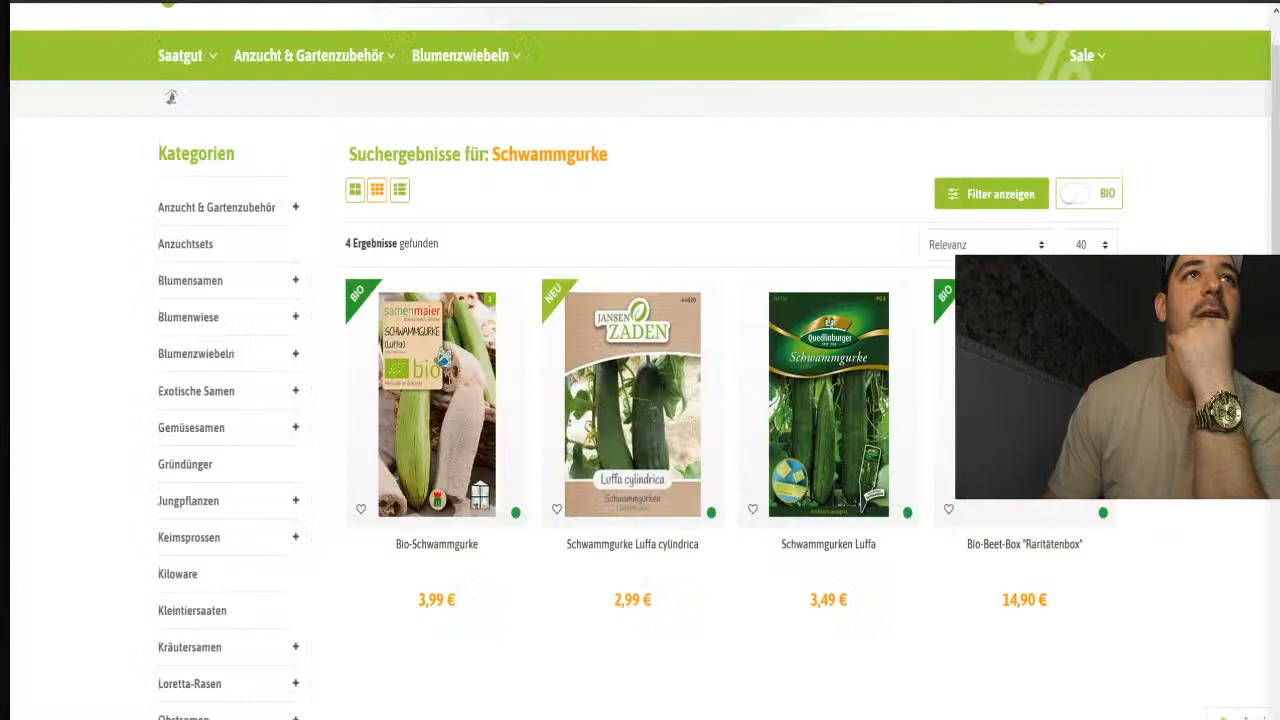 Saatgut
Anzucht & Gartenzubehör
Blumenzwiebeln
Sale
Kategorien
Anzucht & Gartenzubehör +
Anzuchtsets
Blumensamen +
Blumenwiese +
Blumenzwiebeln +
Exotische Samen +
Gemüsesamen +
Gründünger
Jungpflanzen +
Keimsprossen +
Kiloware
Kleintiersaaten
Kräutersamen +
Loretta-Rasen +
Suchergebnisse für: Schwammgurke
Filter anzeigen
BIO
4 Ergebnisse gefunden
Relevanz
40
BIO
samenmaier
SCHWAMMGURKE
(Luffa)
bio
Bio-Schwammgurke
3,99 €
NEU
44020
JANSEN
ZADEN
Luffa cylindrica
Schwammgurken
Schwammgurke Luffa cylindrica
2,99 €
Quedlinburger
Schwammgurke
Schwammgurken Luffa
3,49 €
BIO
Bio-Beet-Box "Raritätenbox"
14,90 €